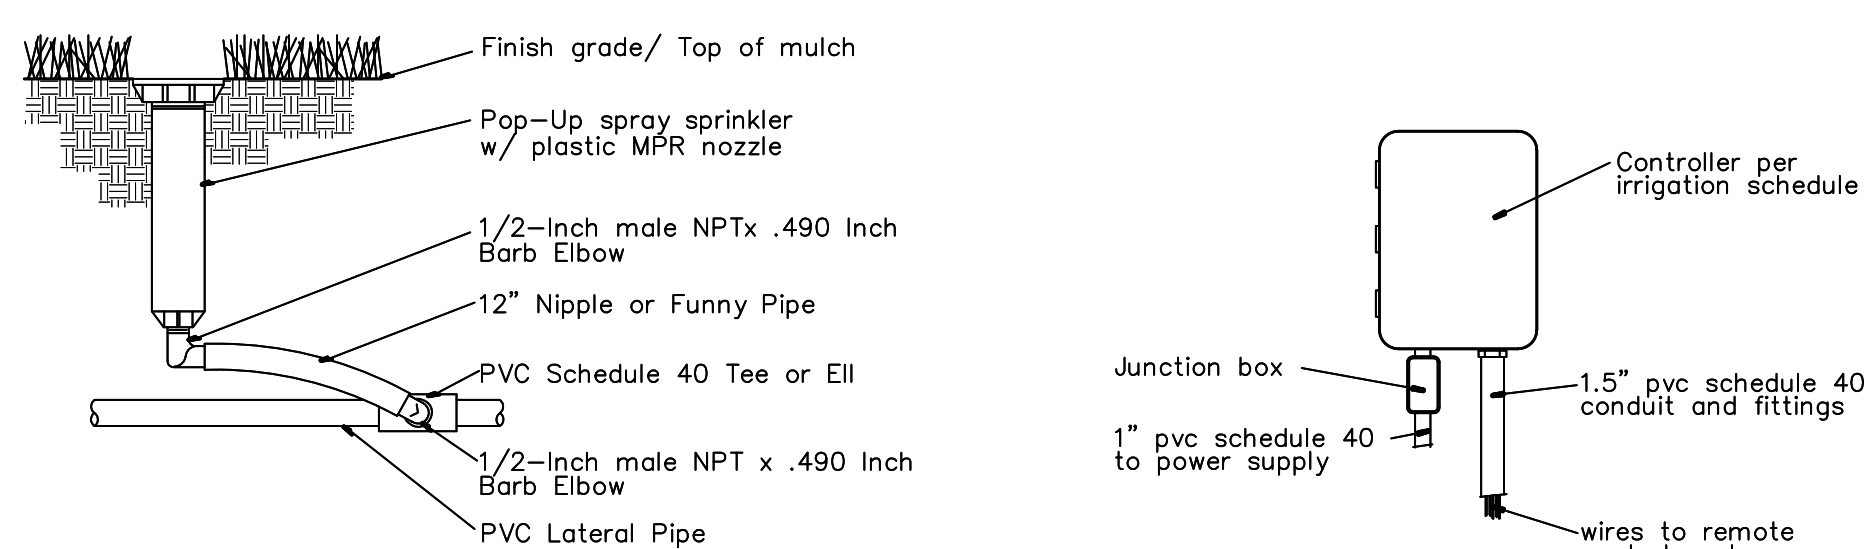 Finish grade/ Top of mulch
Pop-Up spray sprinkler
w/ plastic MPR nozzle
1/2-Inch male NPTx .490 Inch
Barb Elbow
12" Nipple or Funny Pipe
PVC Schedule 40 Tee or Ell
1/2-Inch male NPT x .490 Inch
Barb Elbow
PVC Lateral Pipe
Controller per
irrigation schedule
Junction box
1.5" pvc schedule 40
conduit and fittings
1" pvc schedule 40
to power supply
wires to remote